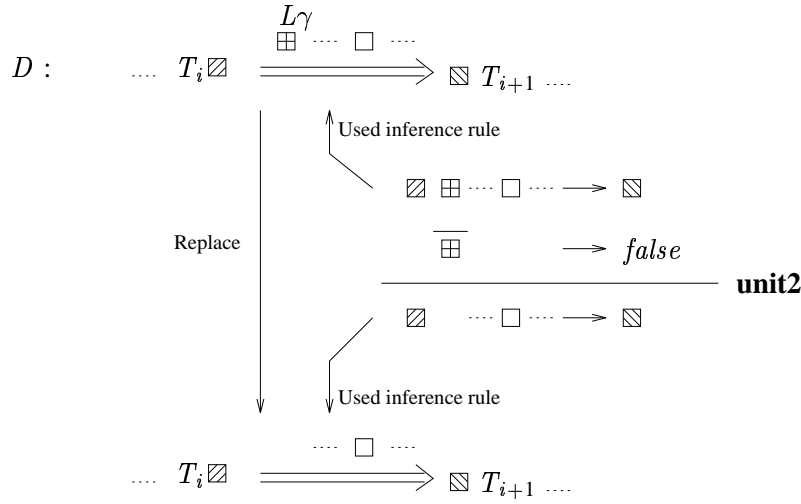 Lγ
D : .... T_i .... .... T_{i+1} ....
Used inference rule
.... ....
Replace
false
unit2
.... ....
Used inference rule
.... ....
.... T_i T_{i+1} ....